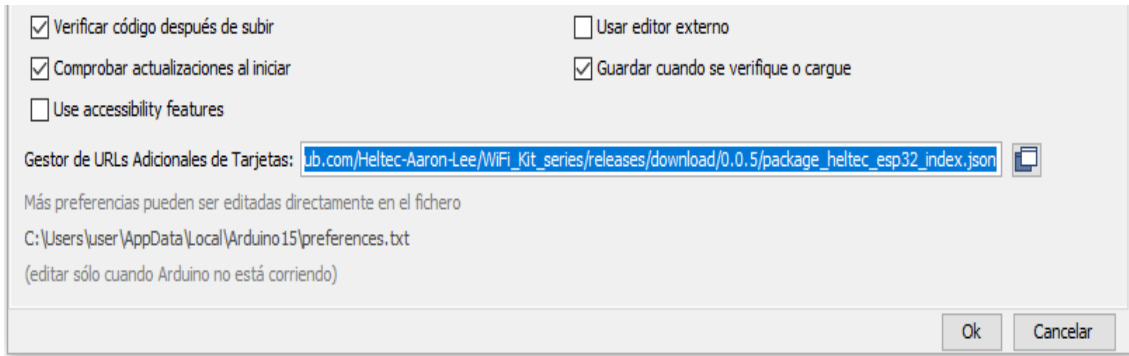 Verificar código después de subir
Usar editor externo
Comprobar actualizaciones al iniciar
Guardar cuando se verifique o cargue
Use accessibility features
Gestor de URLs Adicionales de Tarjetas: ub.com/Heltec-Aaron-Lee/WiFi_Kit_series/releases/download/0.0.5/package_heltec_esp32_index.json
Más preferencias pueden ser editadas directamente en el fichero
C:\Users\user\AppData\Local\Arduino15\preferences.txt
(editar sólo cuando Arduino no está corriendo)
Ok
Cancelar